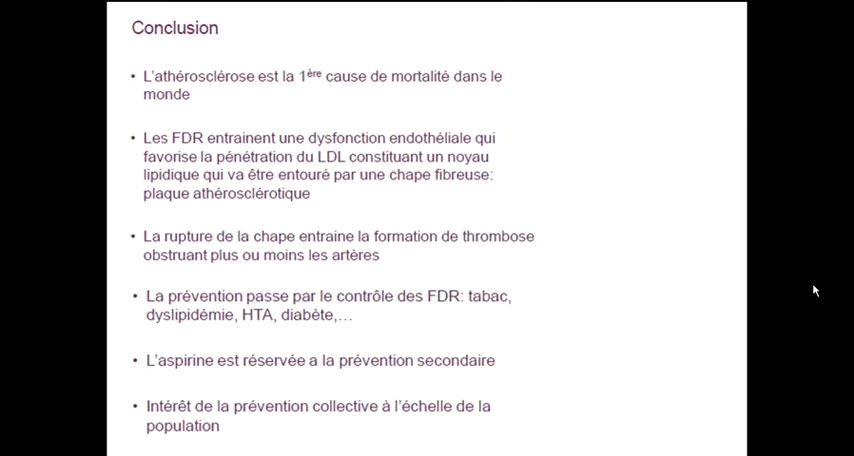 Conclusion
• L'athérosclérose est la 1ère cause de mortalité dans le
monde
• Les FDR entrainent une dysfonction endothéliale qui
favorise la pénétration du LDL constituant un noyau
lipidique qui va être entouré par une chape fibreuse:
plaque athérosclérotique
• La rupture de la chape entraine la formation de thrombose
obstruant plus ou moins les artères
• La prévention passe par le contrôle des FDR: tabac,
dyslipidémie, HTA, diabète,…
• L'aspirine est réservée a la prévention secondaire
• Intérêt de la prévention collective à l'échelle de la
population